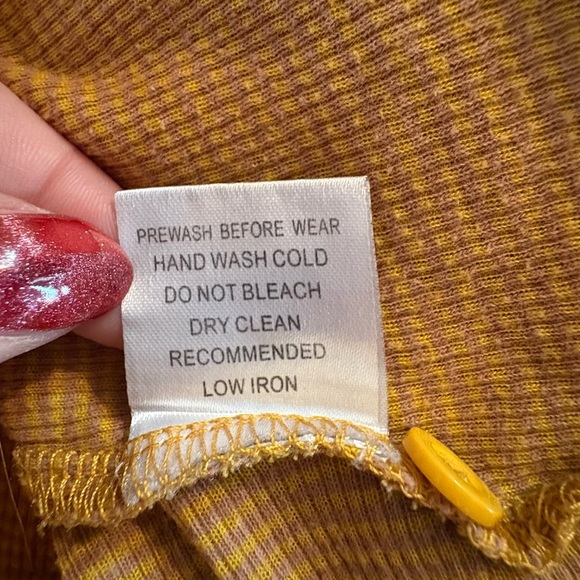 PREWASH BEFORE WEAR
HAND WASH COLD
DO NOT BLEACH
DRY CLEAN
RECOMMENDED
LOW IRON